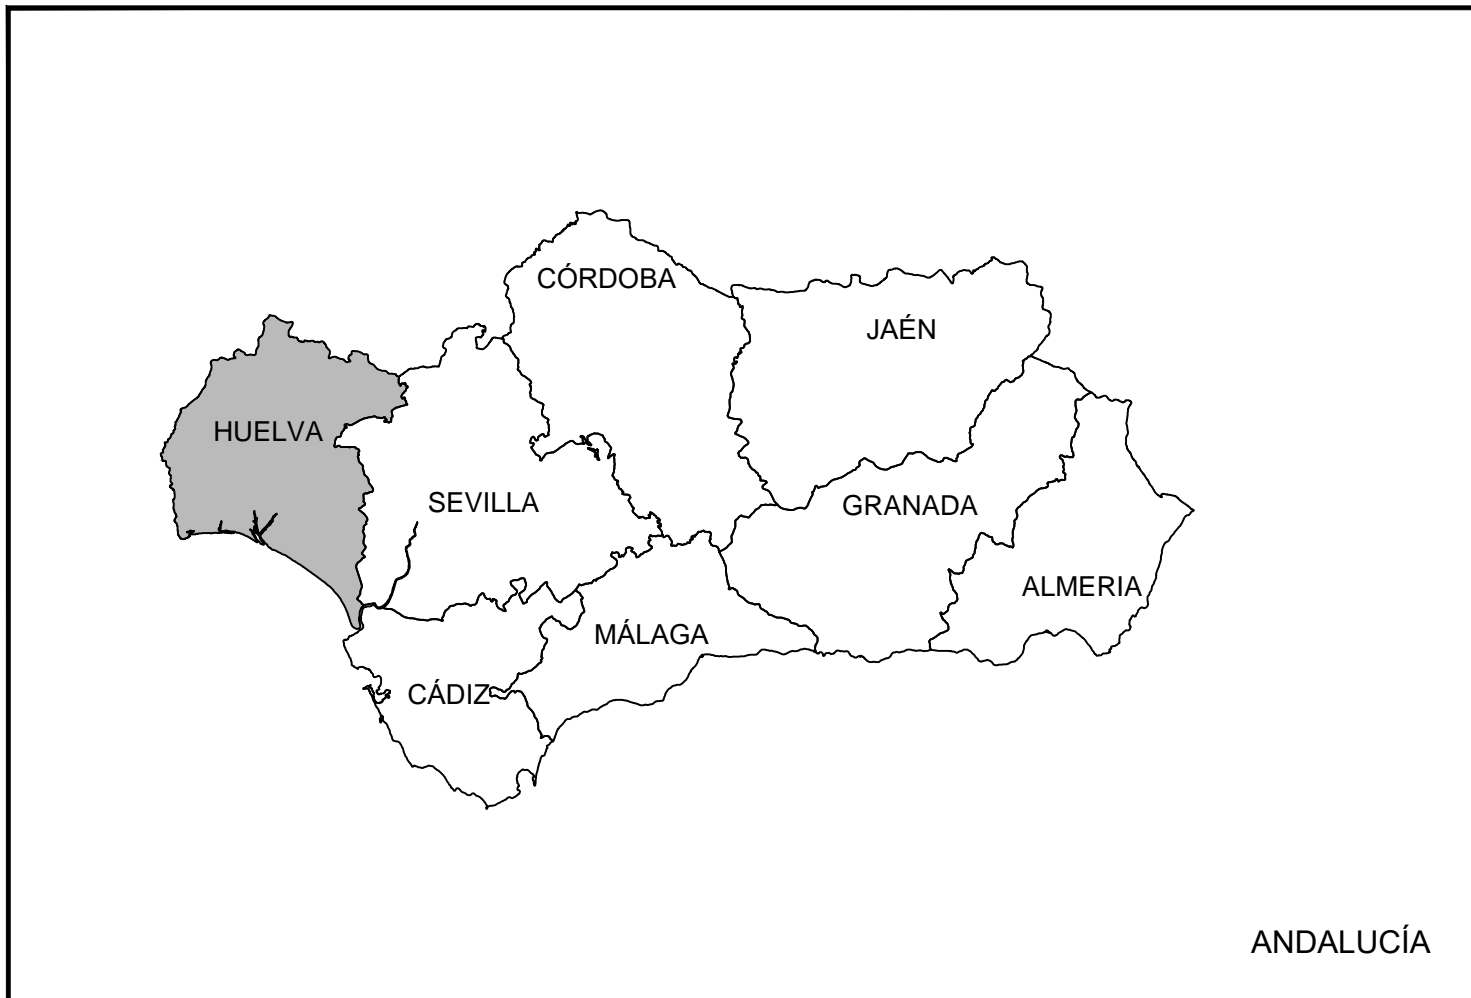 CÓRDOBA
JAÉN
HUELVA
SEVILLA
GRANADA
ALMERIA
MÁLAGA
CÁDIZ
ANDALUCÍA